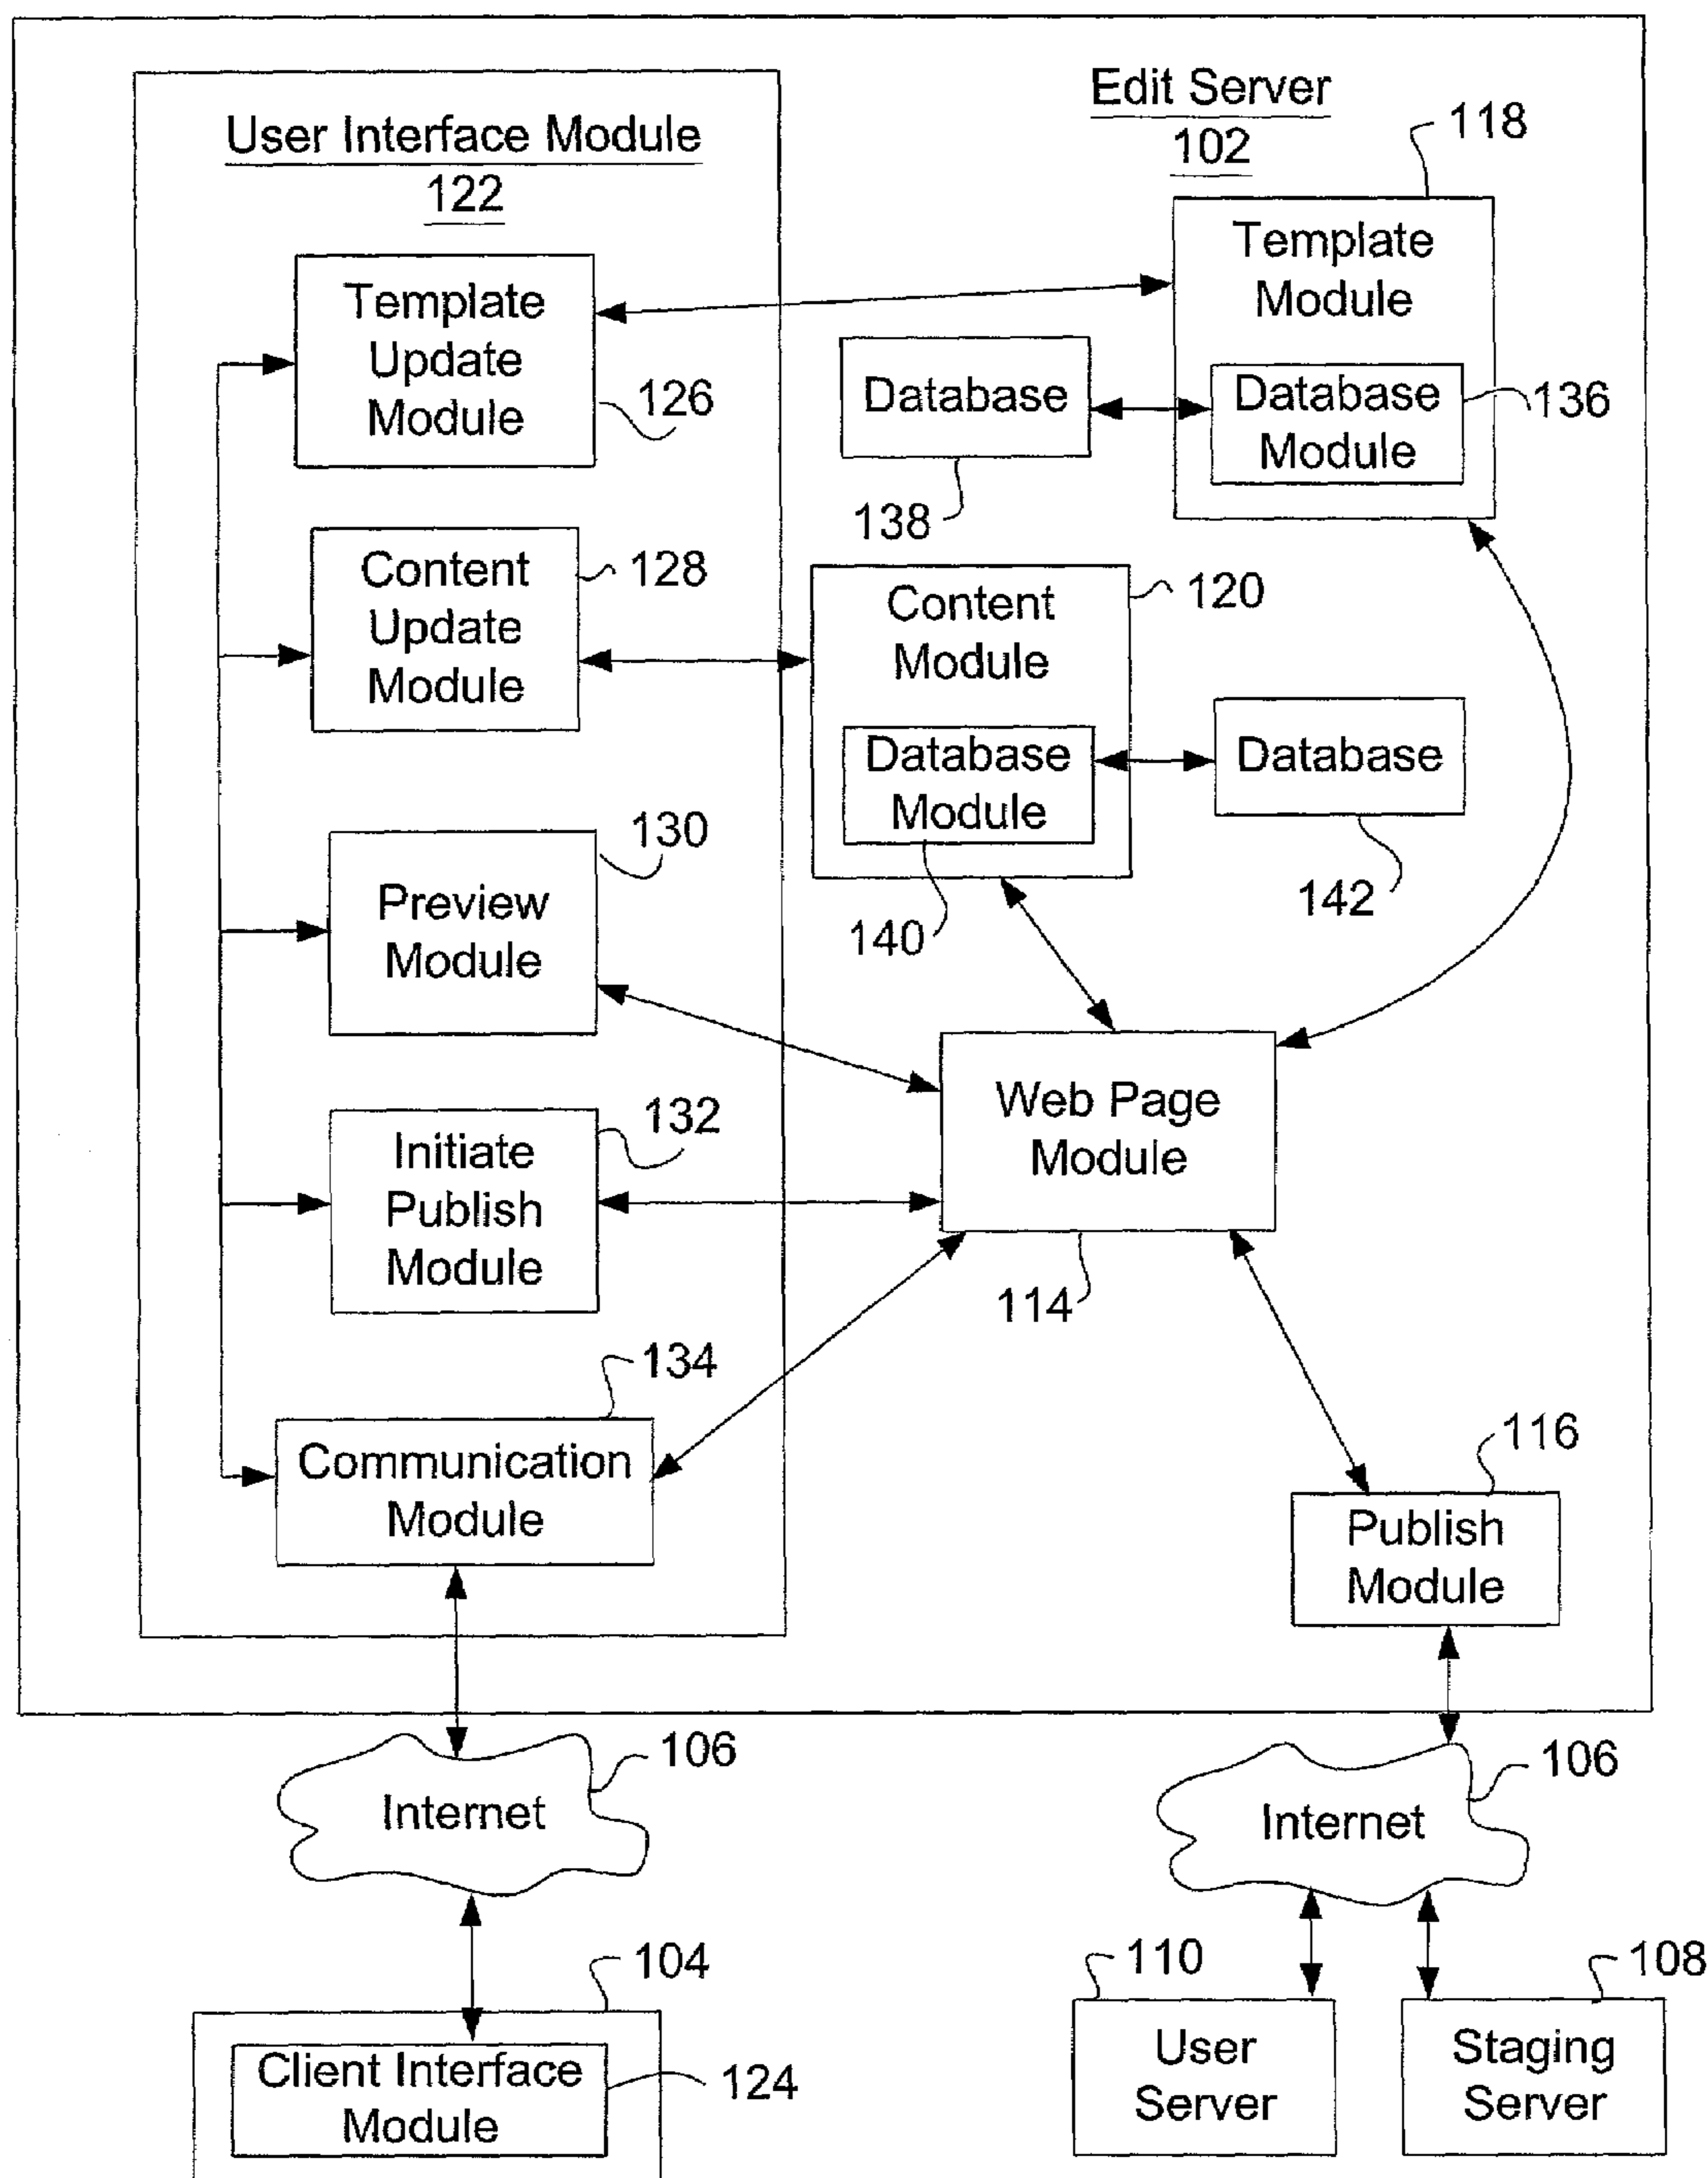 Edit Server
102
User Interface Module
122
118
Template
Module
Template
Update
Module
126
Database
138
Database
Module
136
Content
Update
Module
128
Content
Module
120
Database
Module
140
Database
142
130
Preview
Module
Web Page
Module
114
132
Initiate
Publish
Module
134
Communication
Module
116
Publish
Module
106
Internet
106
Internet
104
Client Interface
Module
124
110
User
Server
108
Staging
Server